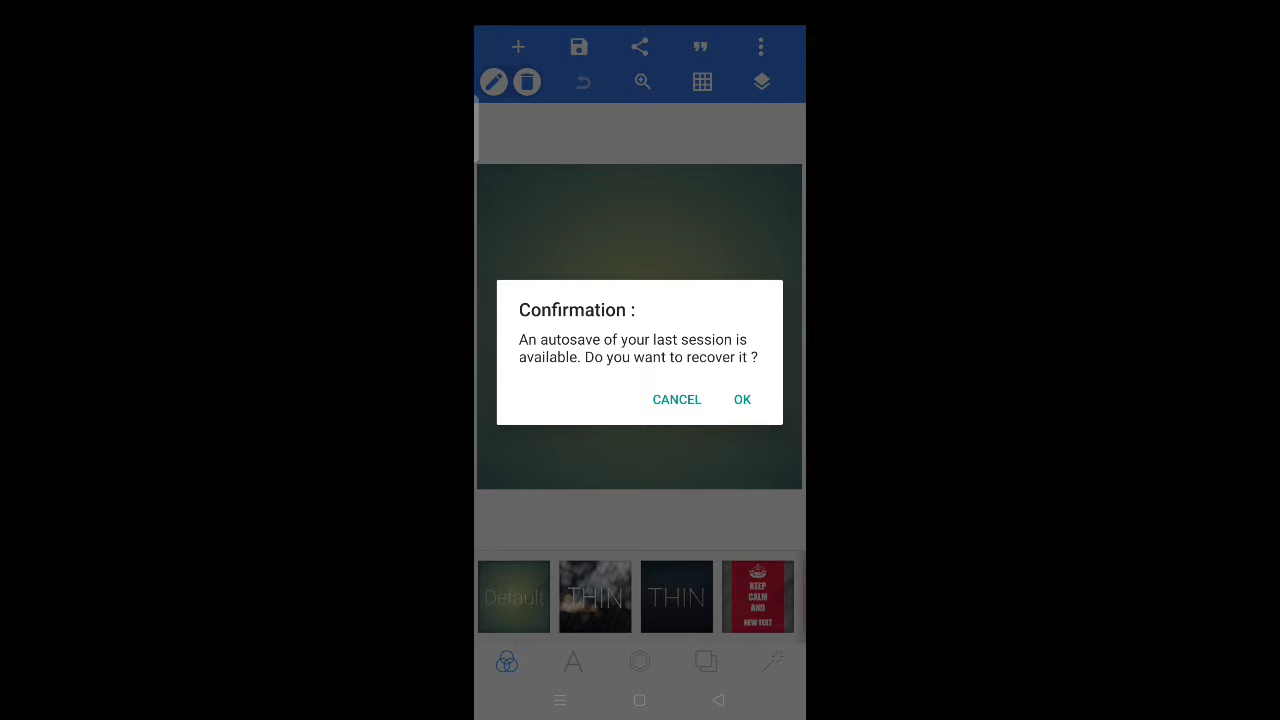 Confirmation :
An autosave of your last session is
available. Do you want to recover it ?
CANCEL OK
Default THIN THIN
KEEP
CALM
AND
NEW TEXT
A